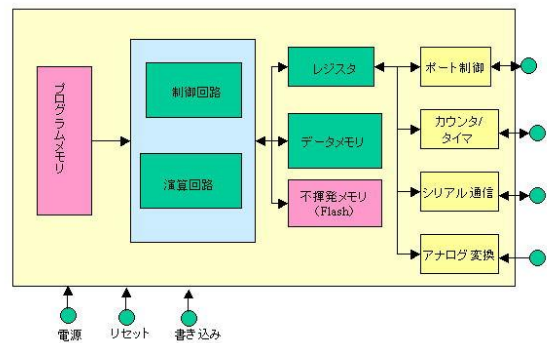 プログラムメモリ
制御回路
演算回路
レジスタ
データメモリ
不揮発メモリ
(Flash)
ポート制御
カウンタ/
タイマ
シリアル通信
アナログ変換
電源
リセット
書き込み